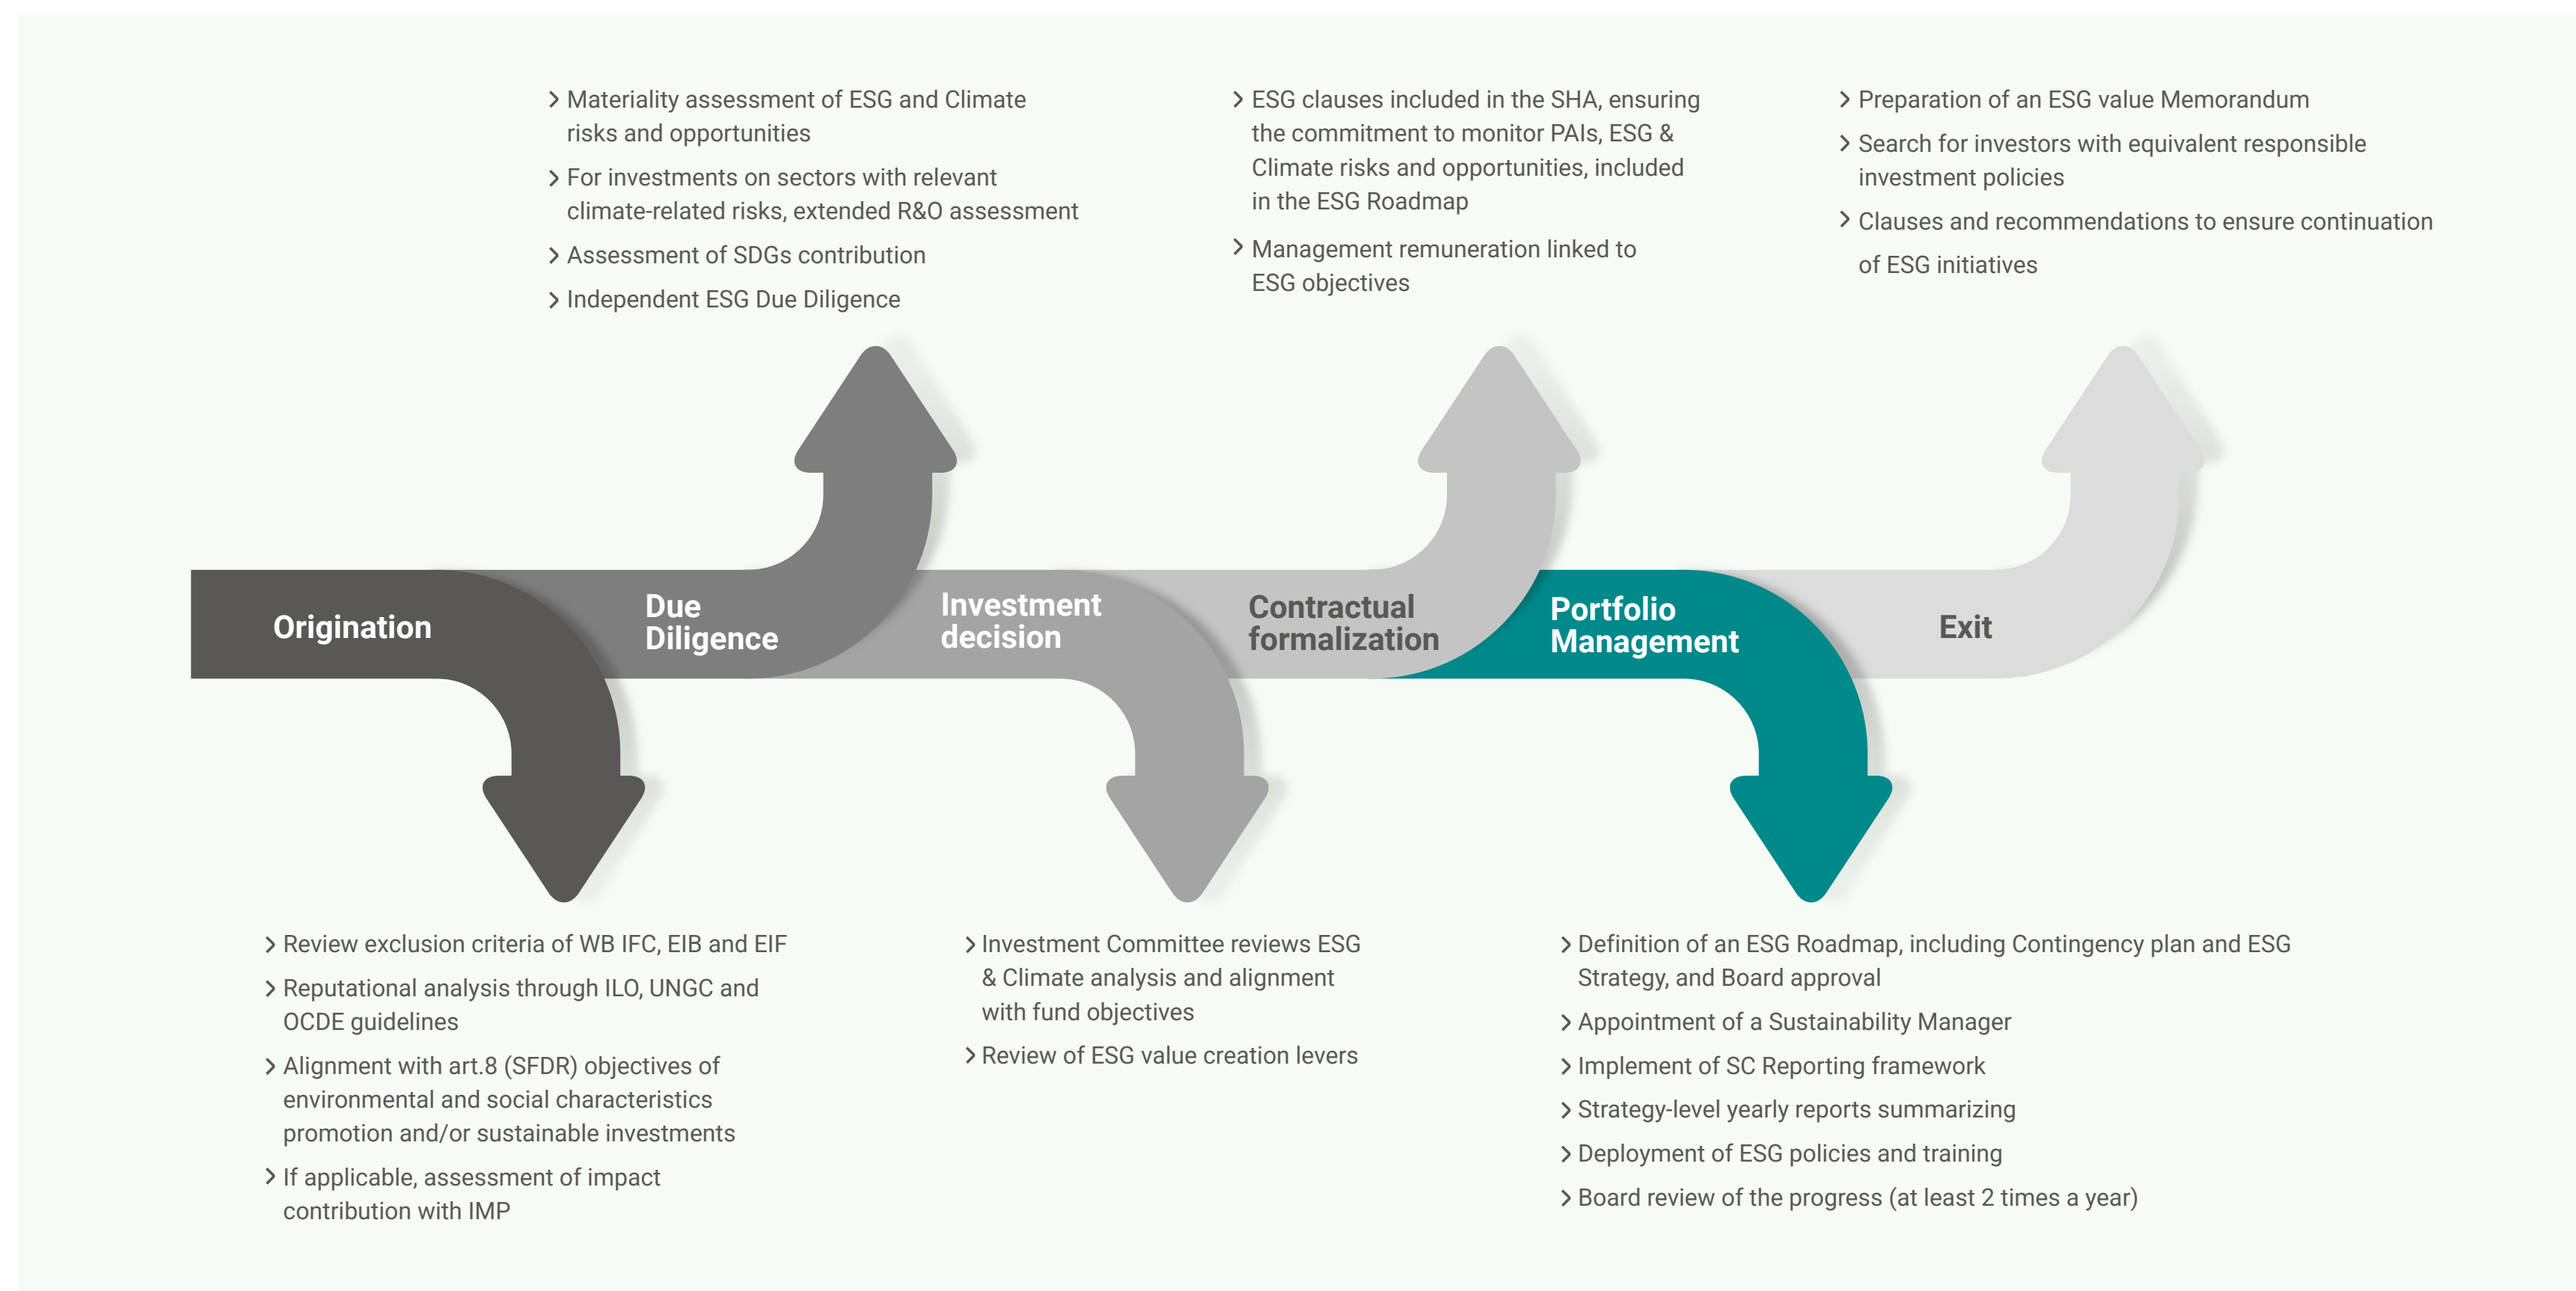 > Materiality assessment of ESG and Climate
risks and opportunities
> For investments on sectors with relevant
climate-related risks, extended R&O assessment
> Assessment of SDGs contribution
> Independent ESG Due Diligence
> ESG clauses included in the SHA, ensuring
the commitment to monitor PAIs, ESG &
Climate risks and opportunities, included
in the ESG Roadmap
> Management remuneration linked to
ESG objectives
> Preparation of an ESG value Memorandum
> Search for investors with equivalent responsible
investment policies
> Clauses and recommendations to ensure continuation
of ESG initiatives
Origination
Due
Diligence
Investment
decision
Contractual
formalization
Portfolio
Management
Exit
> Review exclusion criteria of WB IFC, EIB and EIF
> Reputational analysis through ILO, UNGC and
OCDE guidelines
> Alignment with art.8 (SFDR) objectives of
environmental and social characteristics
promotion and/or sustainable investments
> If applicable, assessment of impact
contribution with IMP
> Investment Committee reviews ESG
& Climate analysis and alignment
with fund objectives
> Review of ESG value creation levers
> Definition of an ESG Roadmap, including Contingency plan and ESG
Strategy, and Board approval
> Appointment of a Sustainability Manager
> Implement of SC Reporting framework
> Strategy-level yearly reports summarizing
> Deployment of ESG policies and training
> Board review of the progress (at least 2 times a year)